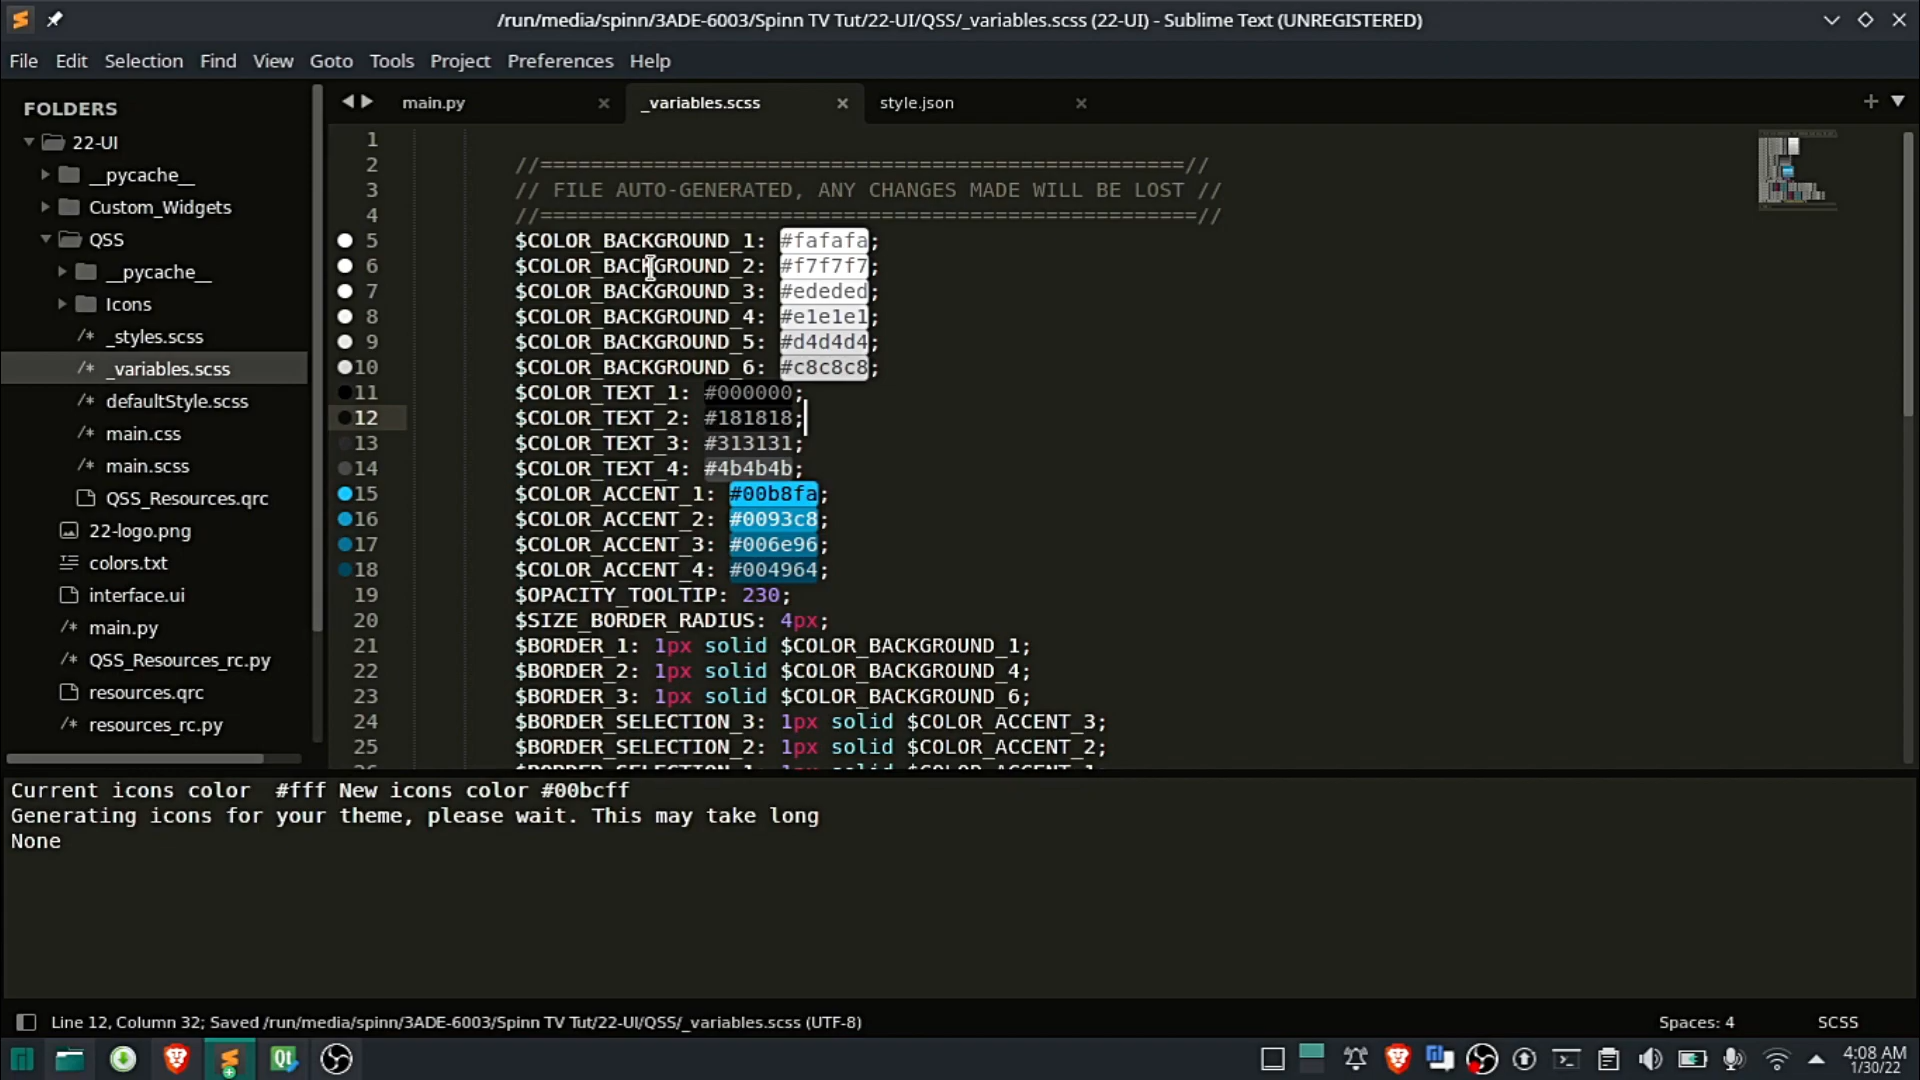 /run/media/spinn/3ADE-6003/Spinn TV Tut/22-UI/QSS/_variables.scss (22-UI) - Sublime Text (UNREGISTERED)
File Edit Selection Find View Goto Tools Project Preferences Help
FOLDERS
22-UI
__pycache__
Custom_Widgets
QSS
__pycache__
Icons
/* _styles.scss
/* _variables.scss
/* defaultStyle.scss
/* main.css
/* main.scss
QSS_Resources.qrc
22-logo.png
colors.txt
interface.ui
/* main.py
/* QSS_Resources_rc.py
resources.qrc
/* resources_rc.py
main.py
_variables.scss
style.json
1
2 //===================================================//
3 // FILE AUTO-GENERATED, ANY CHANGES MADE WILL BE LOST //
4 //====================================================//
5 $COLOR_BACKGROUND_1: #fafafa;
6 $COLOR_BACKGROUND_2: #f7f7f7;
7 $COLOR_BACKGROUND_3: #ededed;
8 $COLOR_BACKGROUND_4: #e1e1e1;
9 $COLOR_BACKGROUND_5: #d4d4d4;
10 $COLOR_BACKGROUND_6: #c8c8c8;
11 $COLOR_TEXT_1: #000000;
12 $COLOR_TEXT_2: #181818;
13 $COLOR_TEXT_3: #313131;
14 $COLOR_TEXT_4: #4b4b4b;
15 $COLOR_ACCENT_1: #00b8fa;
16 $COLOR_ACCENT_2: #0093c8;
17 $COLOR_ACCENT_3: #006e96;
18 $COLOR_ACCENT_4: #004964;
19 $OPACITY_TOOLTIP: 230;
20 $SIZE_BORDER_RADIUS: 4px;
21 $BORDER_1: 1px solid $COLOR_BACKGROUND_1;
22 $BORDER_2: 1px solid $COLOR_BACKGROUND_4;
23 $BORDER_3: 1px solid $COLOR_BACKGROUND_6;
24 $BORDER_SELECTION_3: 1px solid $COLOR_ACCENT_3;
25 $BORDER_SELECTION_2: 1px solid $COLOR_ACCENT_2;
Current icons color  #fff New icons color #00bcff
Generating icons for your theme, please wait. This may take long
None
Line 12, Column 32; Saved /run/media/spinn/3ADE-6003/Spinn TV Tut/22-UI/QSS/_variables.scss (UTF-8)
Spaces: 4
SCSS
4:08 AM
1/30/22